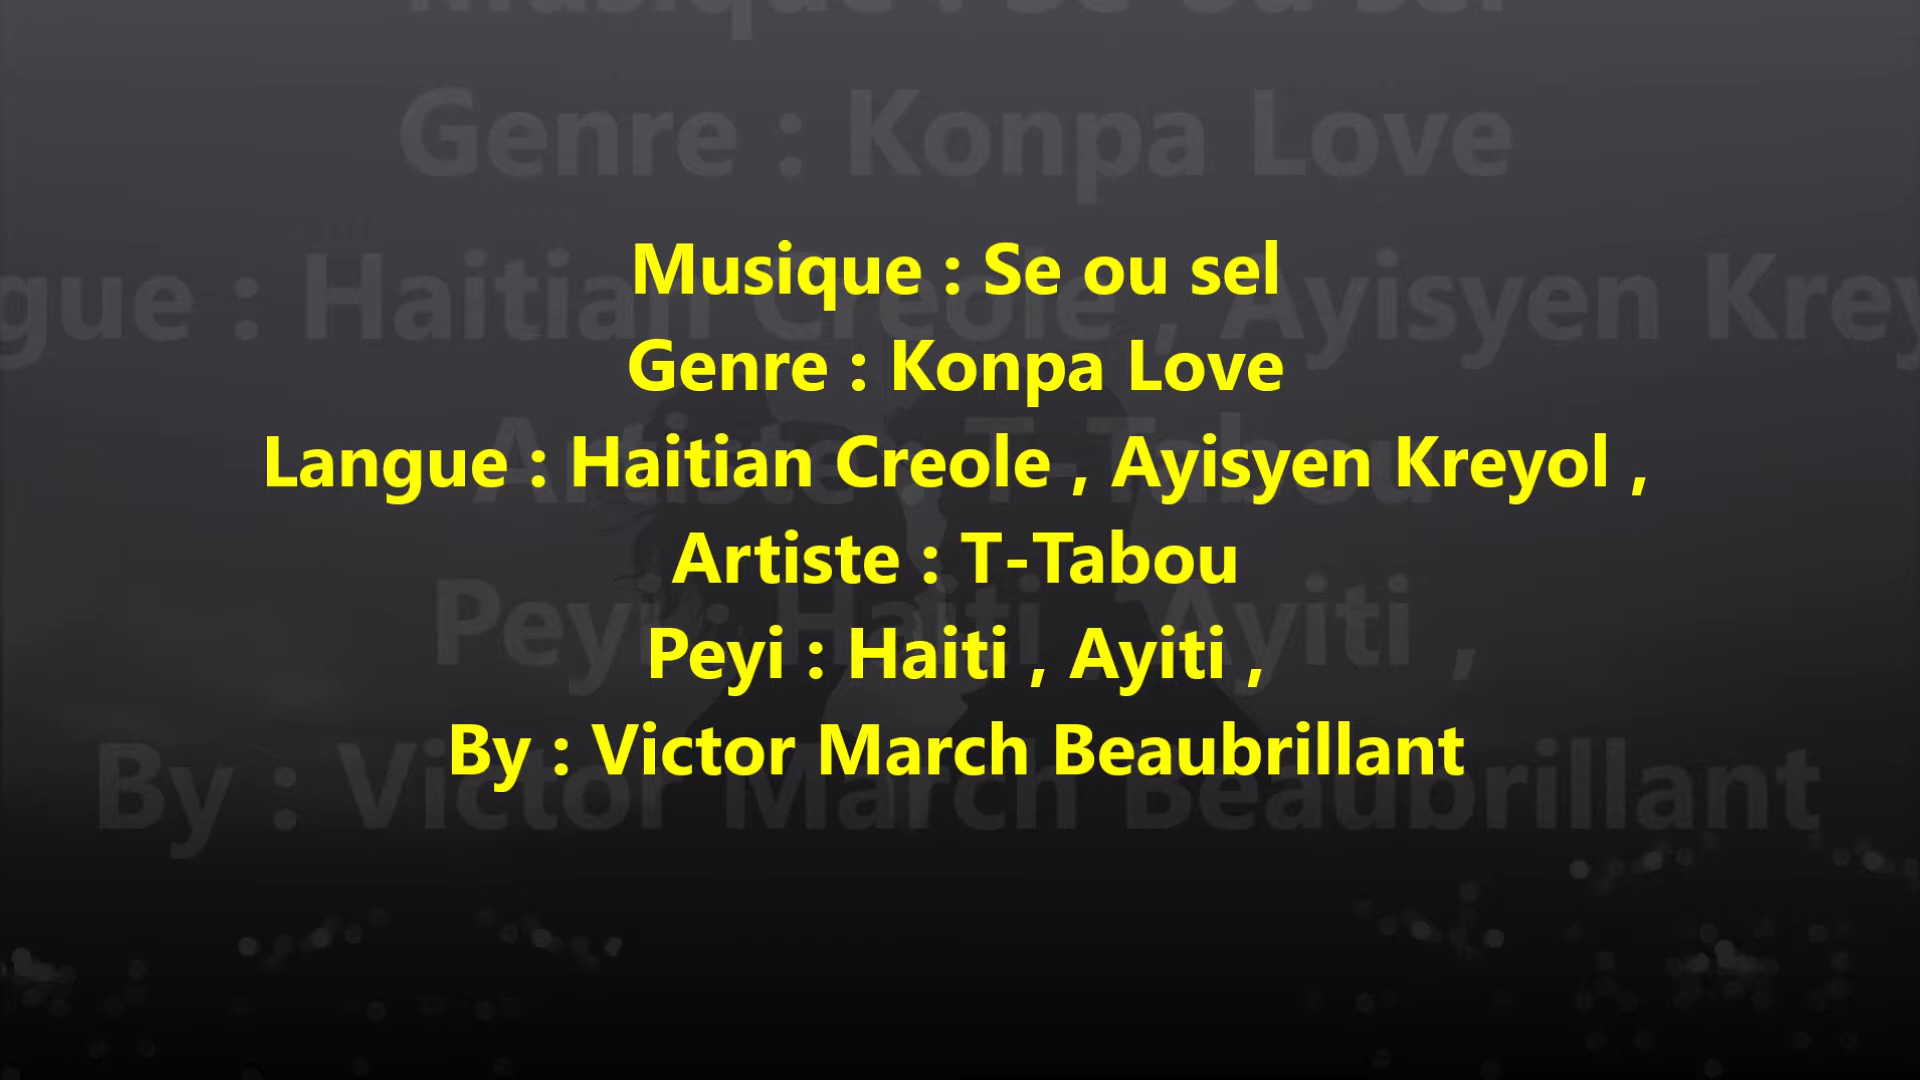 Musique : Se ou sel
Genre : Konpa Love
Langue : Haitian Creole , Ayisyen Kreyol ,
Artiste : T-Tabou
Peyi : Haiti , Ayiti ,
By : Victor March Beaubrillant